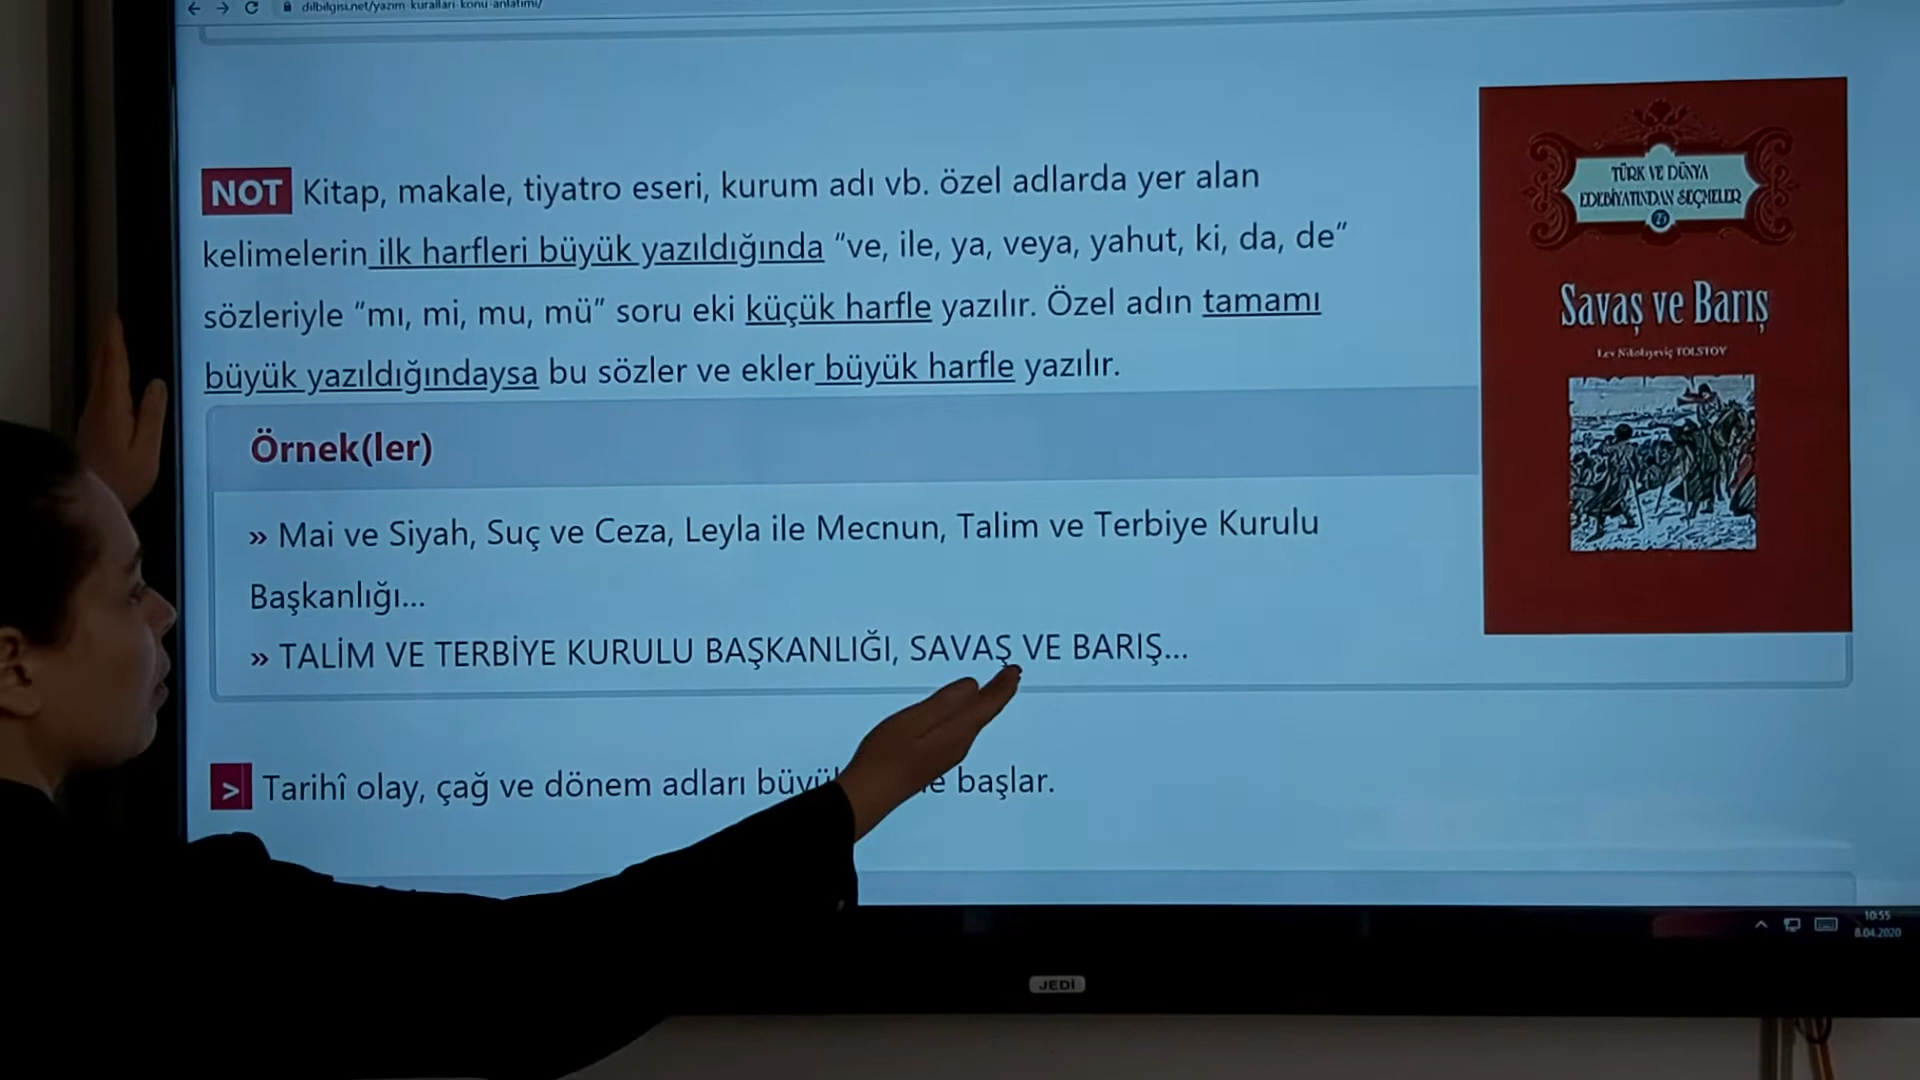 dilbilgisi.net/yazim-kurallari-konu-anlatimi/
NOT Kitap, makale, tiyatro eseri, kurum adı vb. özel adlarda yer alan
kelimelerin ilk harfleri büyük yazıldığında “ve, ile, ya, veya, yahut, ki, da, de”
sözleriyle “mı, mi, mu, mü” soru eki küçük harfle yazılır. Özel adın tamamı
büyük yazıldığındaysa bu sözler ve ekler büyük harfle yazılır.
Örnek(ler)
» Mai ve Siyah, Suç ve Ceza, Leyla ile Mecnun, Talim ve Terbiye Kurulu
Başkanlığı...
» TALİM VE TERBİYE KURULU BAŞKANLIĞI, SAVAŞ VE BARIŞ...
> Tarihî olay, çağ ve dönem adları başlar.
TÜRK VE DÜNYA
EDEBİYATINDAN SEÇMELER
Savaş ve Barış
Lev Nikolayeviç TOLSTOY
10:55
8.04.2020
JEDİ